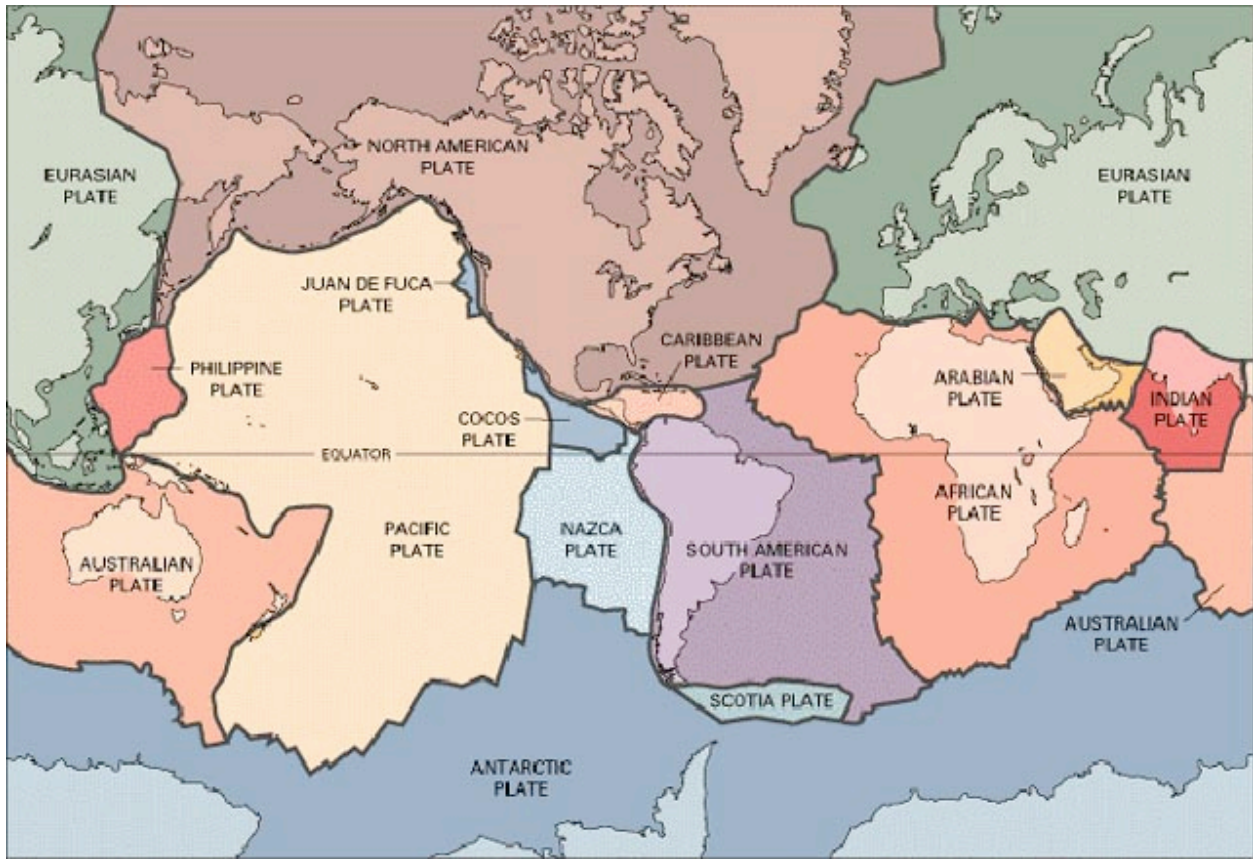 NORTH AMERICAN
PLATE
EURASIAN
PLATE
EURASIAN
PLATE
JUAN DE FUCA
PLATE
CARIBBEAN
PLATE
PHILIPPINE
PLATE
ARABIAN
PLATE
INDIAN
PLATE
COCOS
PLATE
EQUATOR
AFRICAN
PLATE
PACIFIC
PLATE
NAZCA
PLATE
SOUTH AMERICAN
PLATE
AUSTRALIAN
PLATE
AUSTRALIAN
PLATE
SCOTIA PLATE
ANTARCTIC
PLATE